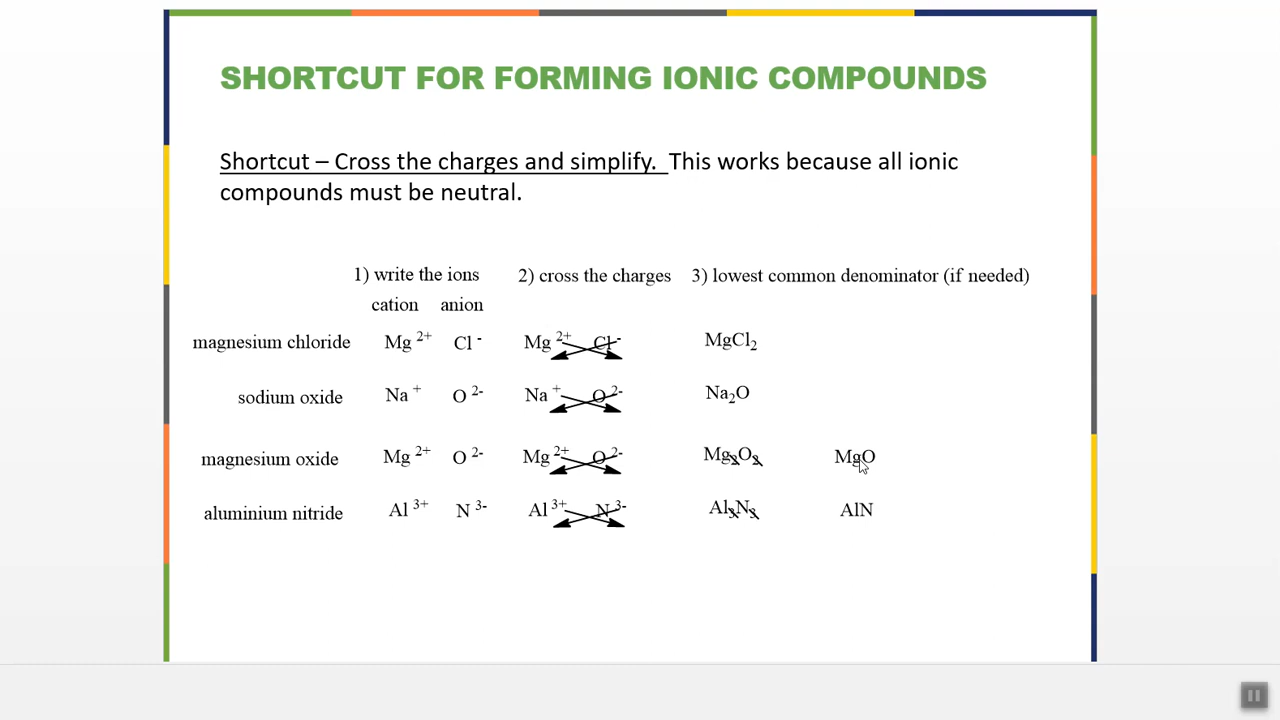 SHORTCUT FOR FORMING IONIC COMPOUNDS
Shortcut – Cross the charges and simplify. This works because all ionic
compounds must be neutral.
1) write the ions 2) cross the charges 3) lowest common denominator (if needed)
cation anion
magnesium chloride Mg 2+ Cl - Mg 2+ Cl - MgCl2
sodium oxide Na + O 2- Na + O 2- Na2O
magnesium oxide Mg 2+ O 2- Mg 2+ O 2- Mg2O2 MgO
aluminium nitride Al 3+ N 3- Al 3+ N 3- Al3N3 AlN